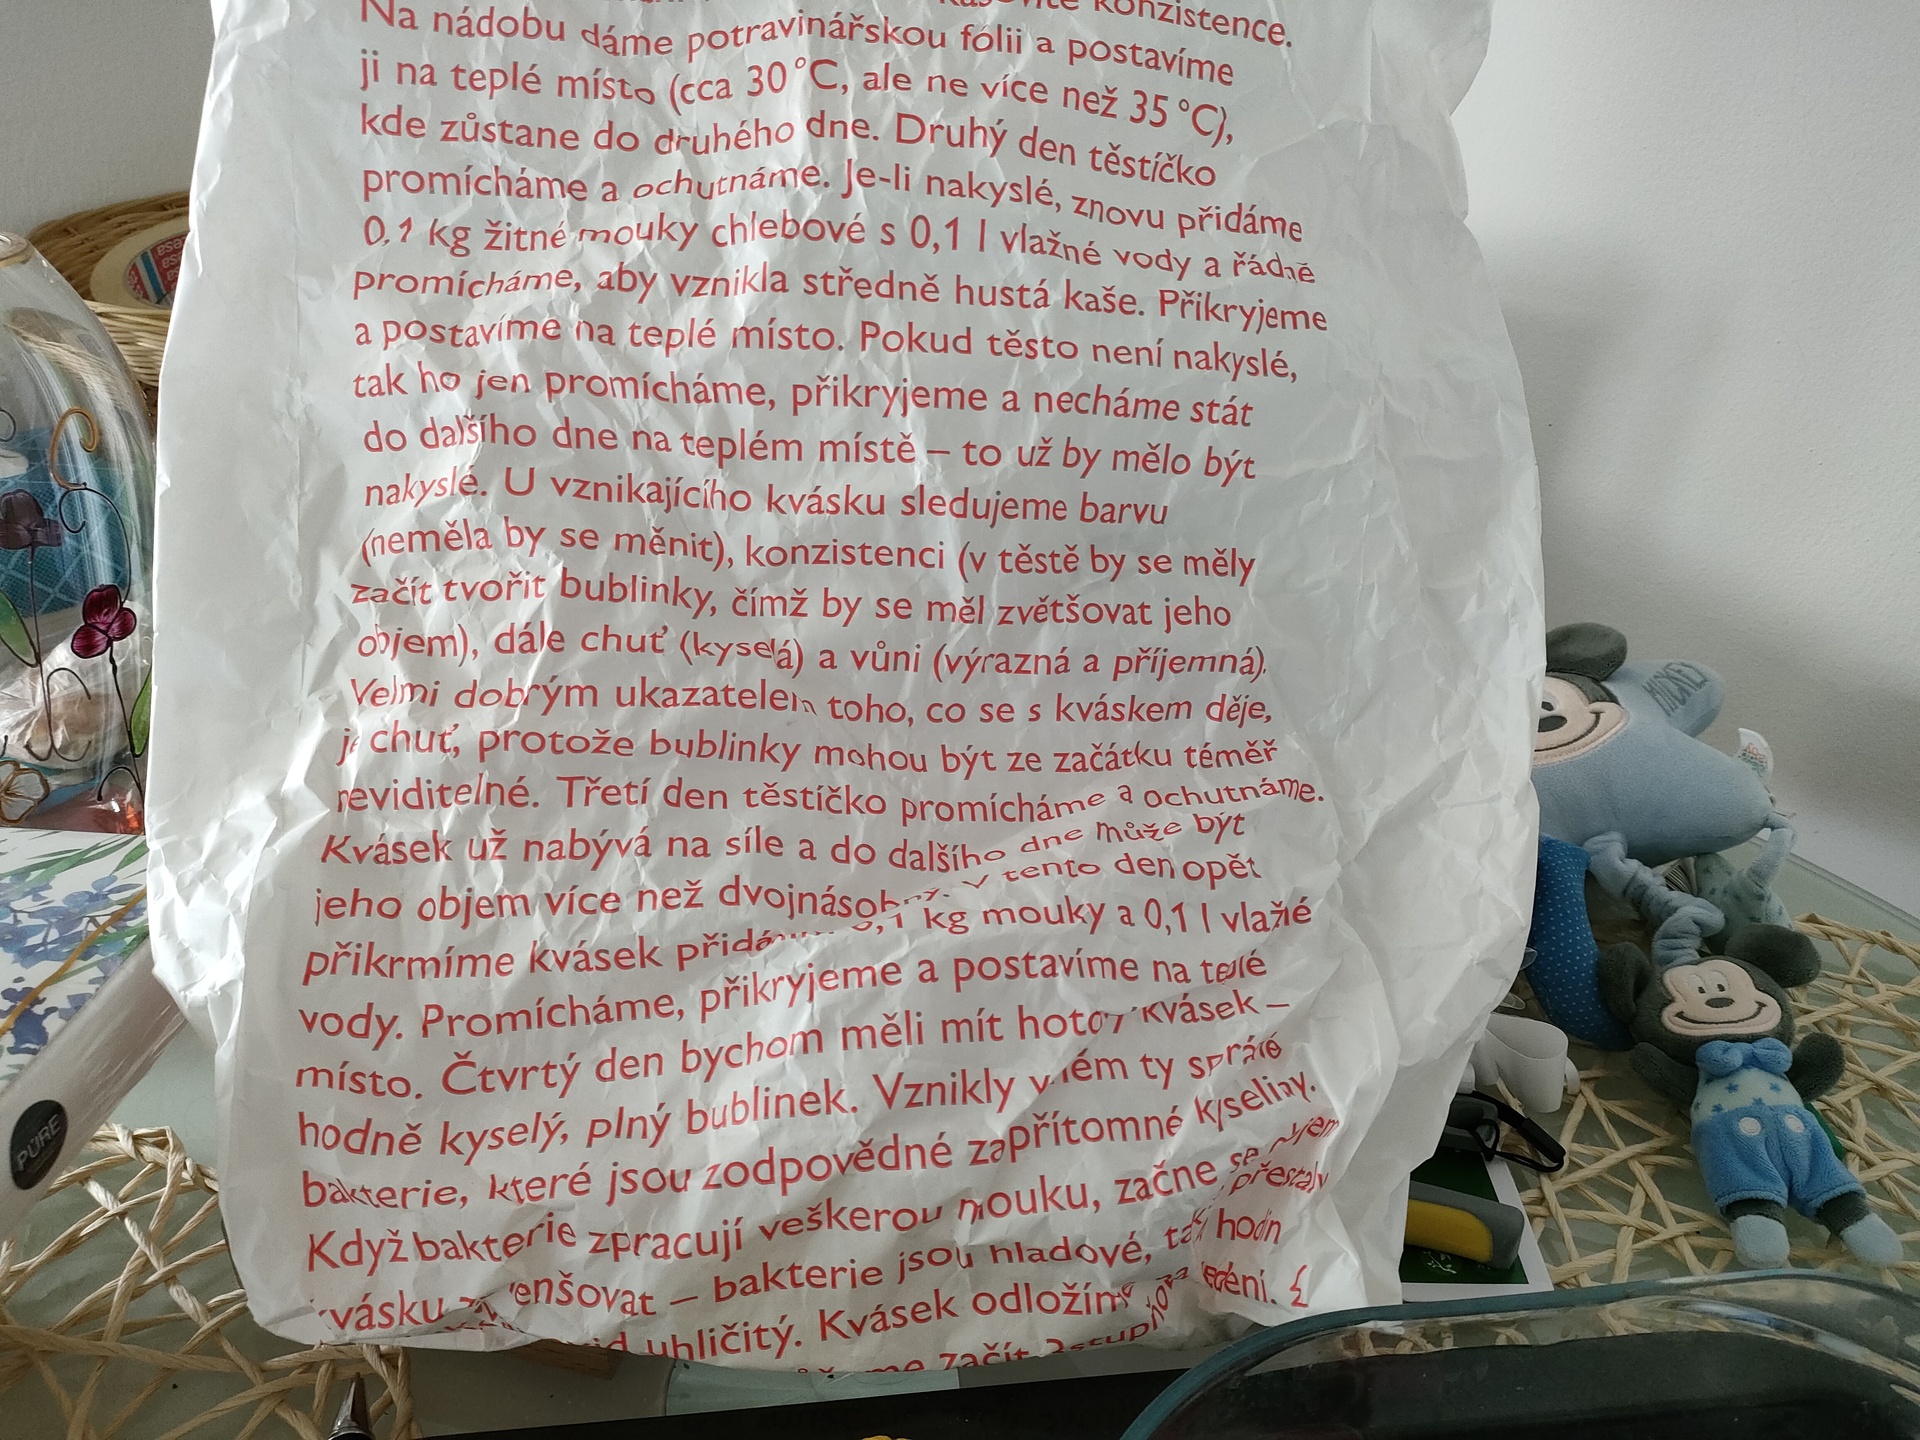 konzistence.
Na nádobu dáme potravinářskou fólii a postavíme
ji na teplé místo (cca 30 °C, ale ne více než 35 °C),
kde zůstane do druhého dne. Druhý den těstíčko
promícháme a ochutnáme. Je-li nakyslé, znovu přidáme
0,1 kg žitné mouky chlebové s 0,1 l vlažné vody a řádně
promícháme, aby vznikla středně hustá kaše. Přikryjeme
a postavíme na teplé místo. Pokud těsto není nakyslé,
tak ho jen promícháme, přikryjeme a necháme stát
do dalšího dne na teplém místě – to už by mělo být
nakyslé. U vznikajícího kvásku sledujeme barvu
(neměla by se měnit), konzistenci (v těstě by se měly
začít tvořit bublinky, čímž by se měl zvětšovat jeho
objem), dále chuť (kyselá) a vůni (výrazná a příjemná).
Velmi dobrým ukazatelem toho, co se s kváskem děje,
je chuť, protože bublinky mohou být ze začátku téměř
neviditelné. Třetí den těstíčko promícháme a ochutnáme.
Kvásek už nabývá na síle a do dalšího dne může být
jeho objem více než dvojnásobný. V tento den opět
přikrmíme kvásek 0,1 kg mouky a 0,1 l vlažné
vody. Promícháme, přikryjeme a postavíme na teplé
místo. Čtvrtý den bychom měli mít hotový kvásek –
hodně kyselý, plný bublinek. Vznikly v něm ty správné
bakterie, které jsou zodpovědné za přítomné kyseliny.
Když bakterie zpracují veškerou mouku, začne se objem
kvásku zmenšovat – bakterie jsou hladové, přestaly
uhličitý. Kvásek odložíme hodin
začít
MICKEY
PURE
tesa